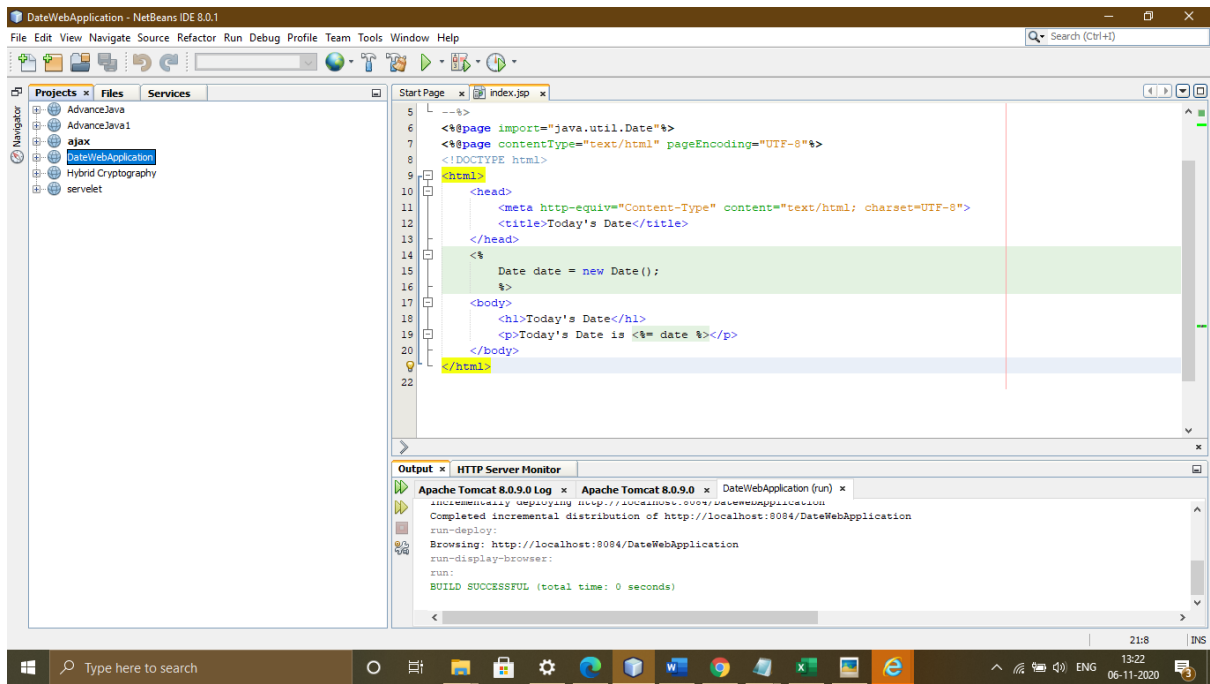 DateWebApplication - NetBeans IDE 8.0.1
File Edit View Navigate Source Refactor Run Debug Profile Team Tools Window Help
Search (Ctrl+I)
Projects Files Services
Navigator
AdvanceJava
AdvanceJava1
ajax
DateWebApplication
Hybrid Cryptography
servelet
Start Page index.jsp
5 --%>
6 <%@page import="java.util.Date"%>
7 <%@page contentType="text/html" pageEncoding="UTF-8"%>
8 <!DOCTYPE html>
9 <html>
10 <head>
11 <meta http-equiv="Content-Type" content="text/html; charset=UTF-8">
12 <title>Today's Date</title>
13 </head>
14 <%
15 Date date = new Date();
16 %>
17 <body>
18 <h1>Today's Date</h1>
19 <p>Today's Date is <%= date %></p>
20 </body>
</html>
22
Output HTTP Server Monitor
Apache Tomcat 8.0.9.0 Log Apache Tomcat 8.0.9.0 DateWebApplication (run)
Incrementally deploying http://localhost:8084/DateWebApplication
Completed incremental distribution of http://localhost:8084/DateWebApplication
run-deploy:
Browsing: http://localhost:8084/DateWebApplication
run-display-browser:
run:
BUILD SUCCESSFUL (total time: 0 seconds)
21:8 INS
Type here to search
ENG
13:22
06-11-2020
3